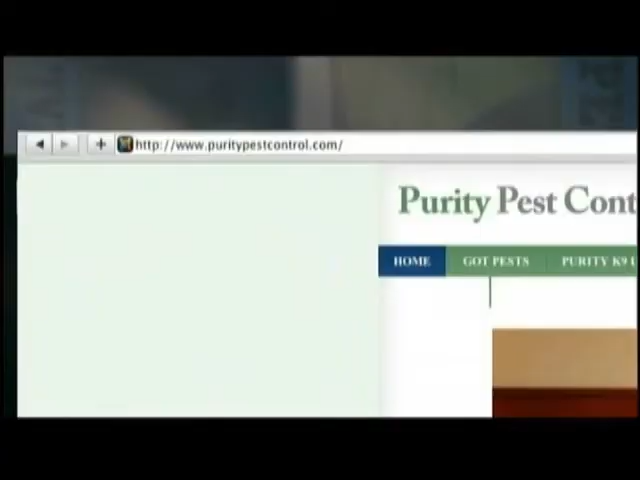 http://www.puritypestcontrol.com/
Purity Pest Cont
HOME GOT PESTS PURITY K9 U